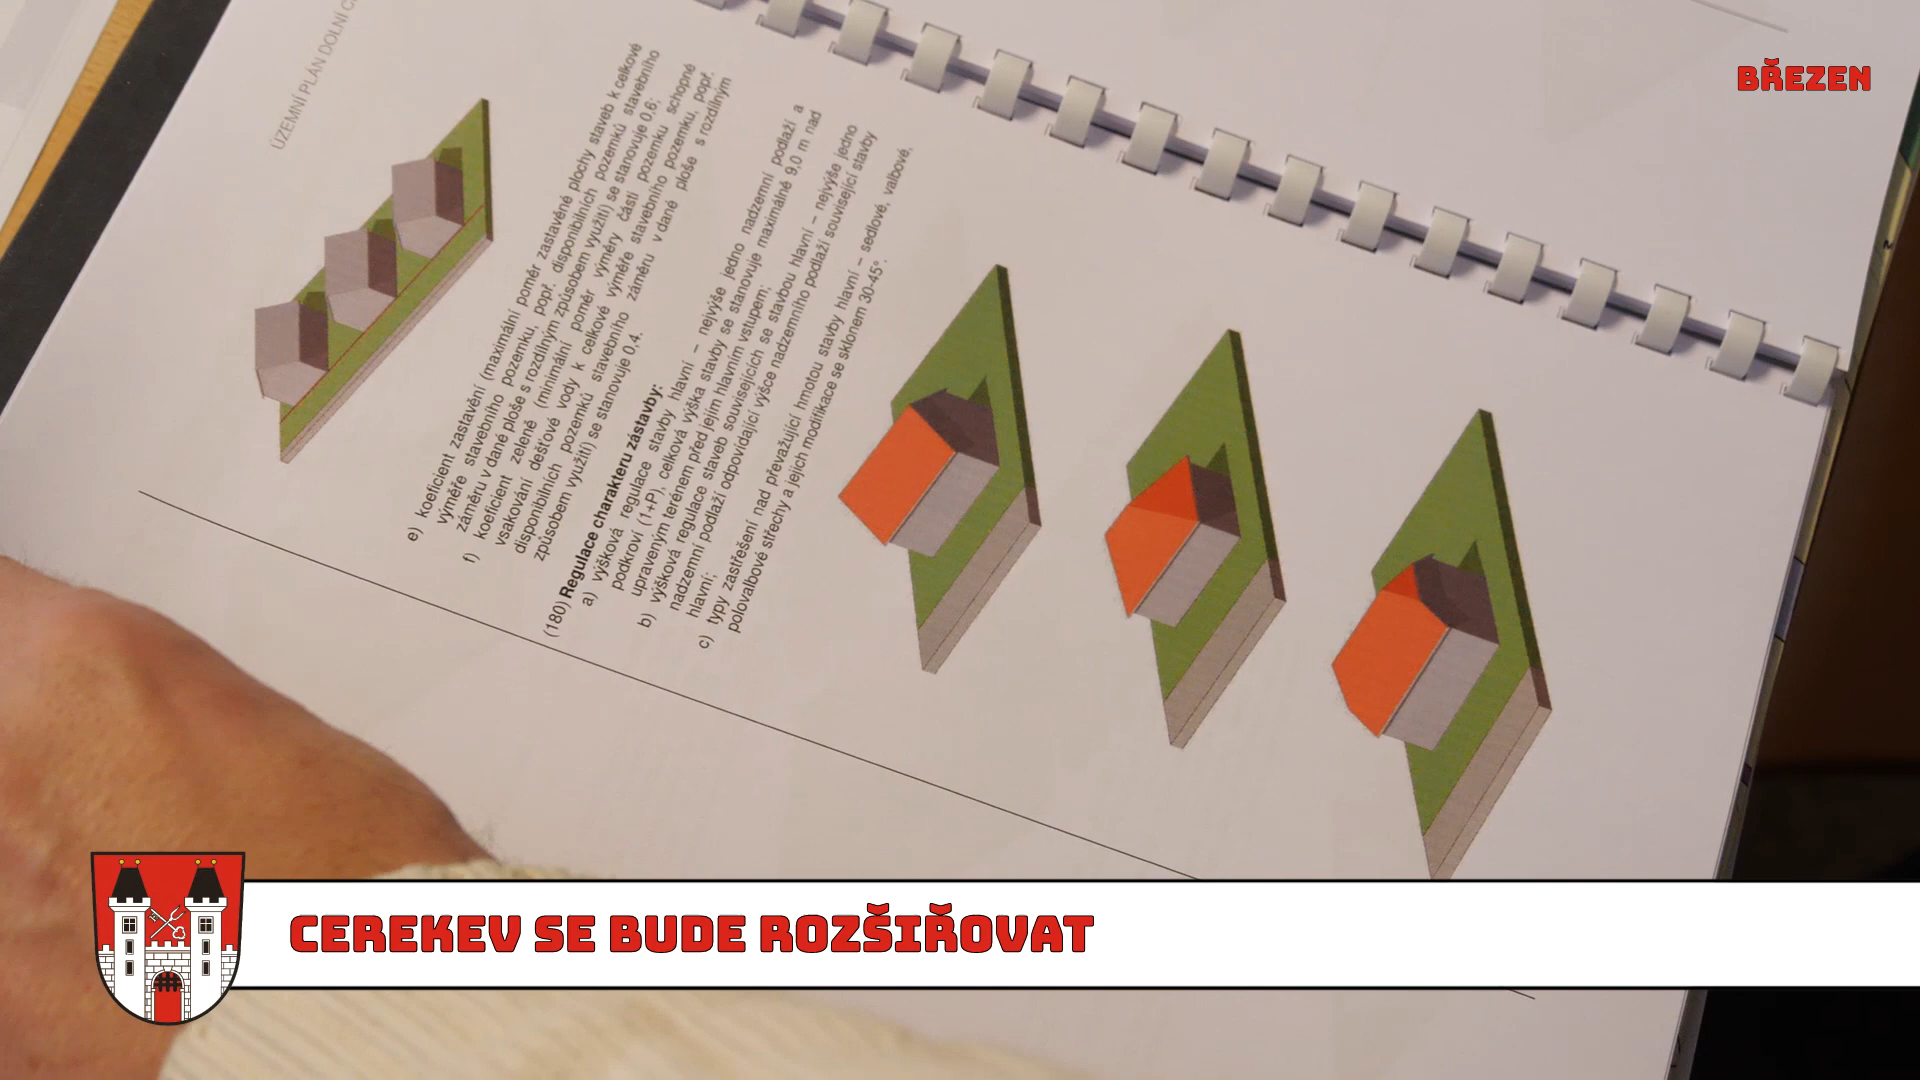 BŘEZEN
ÚZEMNÍ PLÁN DOLNÍ
e) koeficient zastavění (maximální poměr zastavěné plochy staveb k celkové
výměře stavebního pozemku, popř. disponibilních pozemků stavebního
záměru v dané ploše s rozdílným způsobem využití) se stanovuje 0,6;
f) koeficient zeleně (minimální poměr výměry části pozemku schopné
vsakování dešťové vody k celkové výměře stavebního pozemku, popř.
disponibilních pozemků stavebního záměru v dané ploše s rozdílným
způsobem využití) se stanovuje 0,4.
(180) Regulace charakteru zástavby:
a) výšková regulace stavby hlavní – nejvýše jedno nadzemní podlaží a
podkroví (1+P), celková výška stavby se stanovuje maximálně 9,0 m nad
upraveným terénem před jejím hlavním vstupem;
b) výšková regulace staveb souvisejících se stavbou hlavní – nejvýše jedno
nadzemní podlaží odpovídající výšce nadzemního podlaží související stavby
hlavní;
c) typy zastřešení nad převažující hmotou stavby hlavní – sedlové, valbové,
polovalbové střechy a jejich modifikace se sklonem 30-45°.
CEREKEV SE BUDE ROZŠIŘOVAT